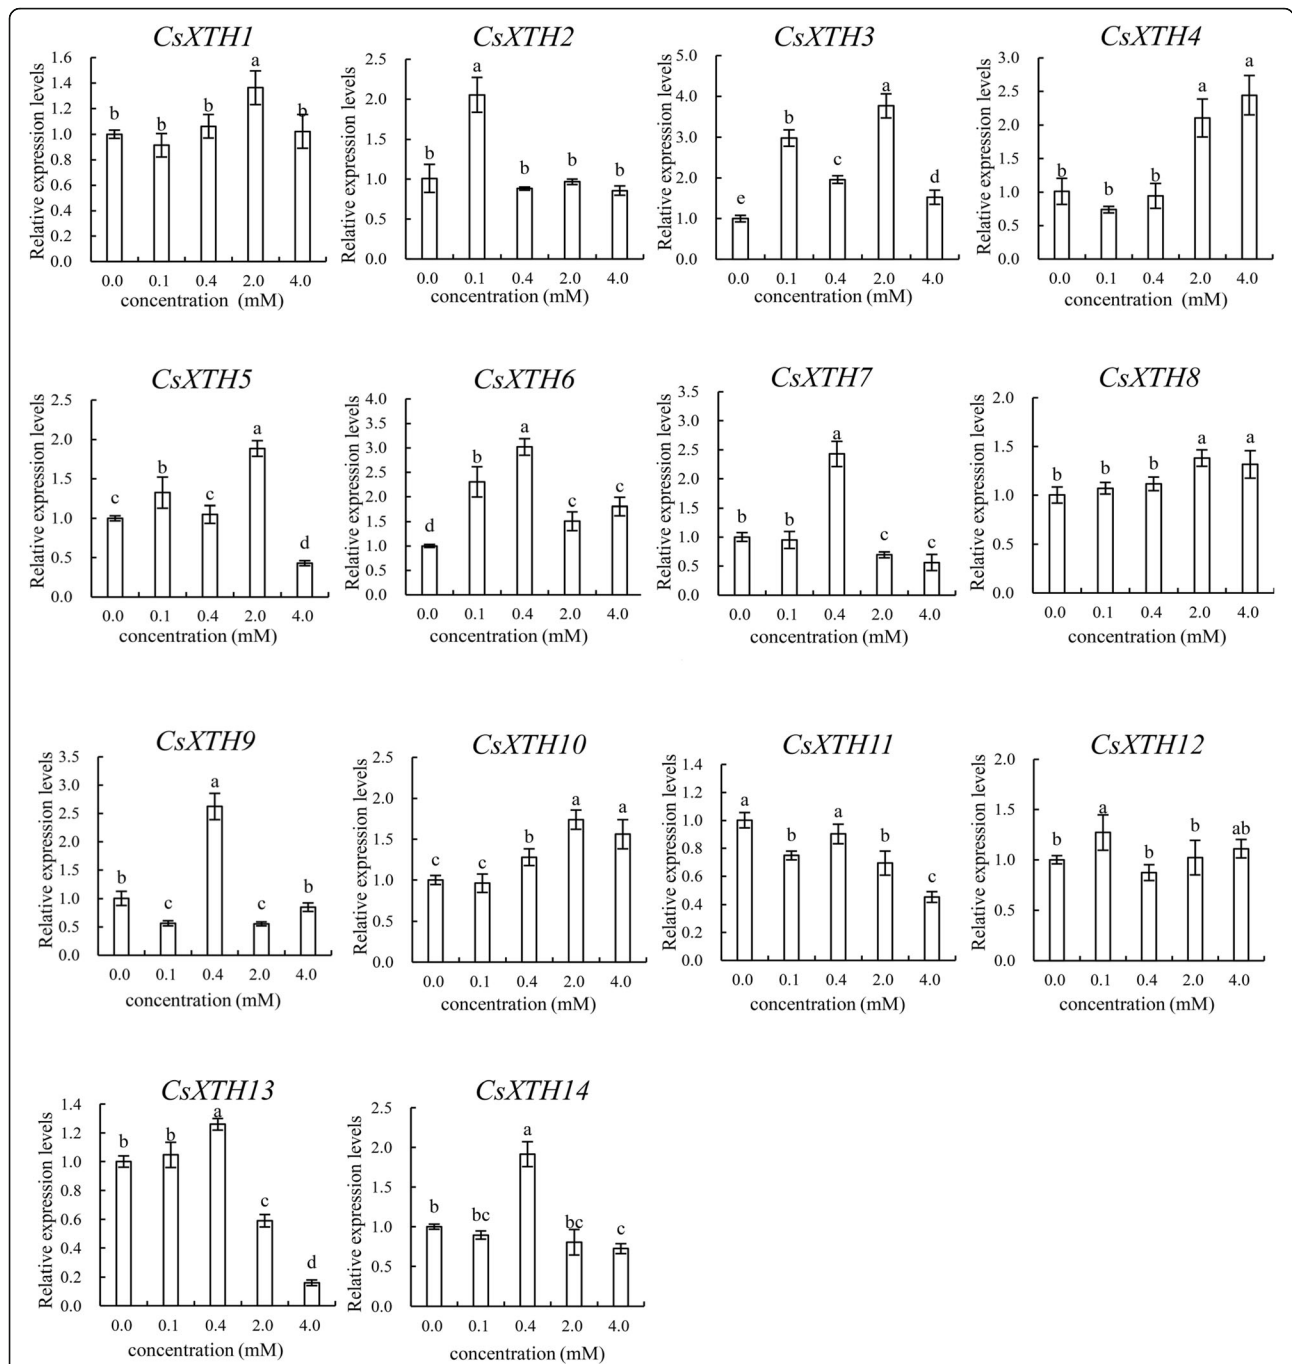 CsXTH1
CsXTH2
CsXTH3
CsXTH4
Relative expression levels
1.6
1.4
1.2
1.0
0.8
0.6
0.4
0.2
0.0
b
b
b
a
b
0.0 0.1 0.4 2.0 4.0
concentration (mM)
Relative expression levels
2.5
2.0
1.5
1.0
0.5
0.0
b
a
b
b
b
0.0 0.1 0.4 2.0 4.0
concentration (mM)
Relative expression levels
5.0
4.0
3.0
2.0
1.0
0.0
e
b
c
a
d
0.0 0.1 0.4 2.0 4.0
concentration (mM)
Relative expression levels
3.0
2.5
2.0
1.5
1.0
0.5
0.0
b
b
b
a
a
0.0 0.1 0.4 2.0 4.0
concentration (mM)
CsXTH5
CsXTH6
CsXTH7
CsXTH8
Relative expression levels
2.5
2.0
1.5
1.0
0.5
0.0
c
b
c
a
d
0.0 0.1 0.4 2.0 4.0
concentration (mM)
Relative expression levels
4.0
3.5
3.0
2.5
2.0
1.5
1.0
0.5
0.0
d
b
a
c
c
0.0 0.1 0.4 2.0 4.0
concentration (mM)
Relative expression levels
3.5
3.0
2.5
2.0
1.5
1.0
0.5
0.0
b
b
a
c
c
0.0 0.1 0.4 2.0 4.0
concentration (mM)
Relative expression levels
2.0
1.5
1.0
0.5
0.0
b
b
b
a
a
0.0 0.1 0.4 2.0 4.0
concentration (mM)
CsXTH9
CsXTH10
CsXTH11
CsXTH12
Relative expression levels
3.5
3.0
2.5
2.0
1.5
1.0
0.5
0.0
b
c
a
c
b
0.0 0.1 0.4 2.0 4.0
concentration (mM)
Relative expression levels
2.5
2.0
1.5
1.0
0.5
0.0
c
c
b
a
a
0.0 0.1 0.4 2.0 4.0
concentration (mM)
Relative expression levels
1.4
1.2
1.0
0.8
0.6
0.4
0.2
0.0
a
b
a
b
c
0.0 0.1 0.4 2.0 4.0
concentration (mM)
Relative expression levels
2.0
1.5
1.0
0.5
0.0
b
a
b
b
ab
0.0 0.1 0.4 2.0 4.0
concentration (mM)
CsXTH13
CsXTH14
Relative expression levels
1.4
1.2
1.0
0.8
0.6
0.4
0.2
0.0
b
b
a
c
d
0.0 0.1 0.4 2.0 4.0
concentration (mM)
Relative expression levels
2.5
2.0
1.5
1.0
0.5
0.0
b
bc
a
bc
c
0.0 0.1 0.4 2.0 4.0
concentration (mM)